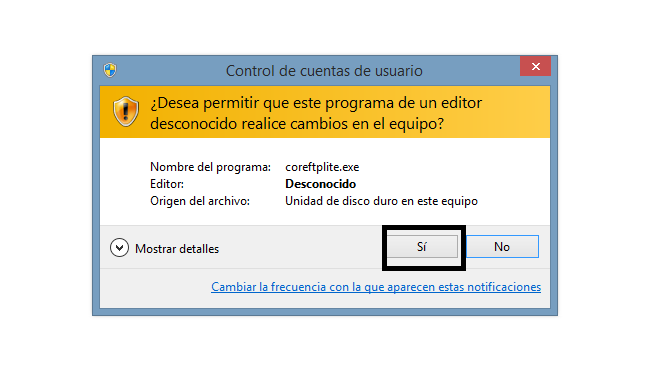 Control de cuentas de usuario
¿Desea permitir que este programa de un editor
desconocido realice cambios en el equipo?
Nombre del programa: coreftplite.exe
Editor: Desconocido
Origen del archivo: Unidad de disco duro en este equipo
Mostrar detalles
Sí
No
Cambiar la frecuencia con la que aparecen estas notificaciones